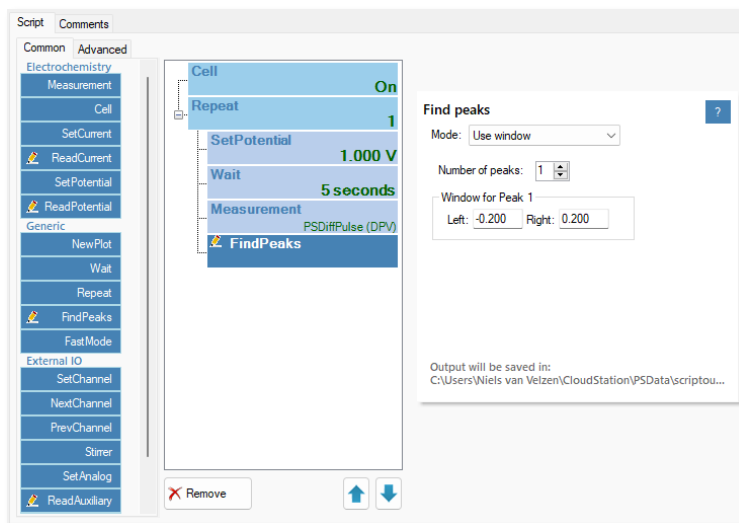 Script Comments
Common Advanced
Electrochemistry
Measurement
Cell
SetCurrent
ReadCurrent
SetPotential
ReadPotential
Generic
NewPlot
Wait
Repeat
FindPeaks
FastMode
External IO
SetChannel
NextChannel
PrevChannel
Stirrer
SetAnalog
ReadAuxiliary
Cell
On
Repeat
1
SetPotential
1.000 V
Wait
5 seconds
Measurement
PSDiffPulse (DPV)
FindPeaks
Remove
Find peaks
?
Mode: Use window
Number of peaks: 1
Window for Peak 1
Left: -0.200 Right: 0.200
Output will be saved in:
C:\Users\Niels van Velzen\CloudStation\PSData\scriptou...